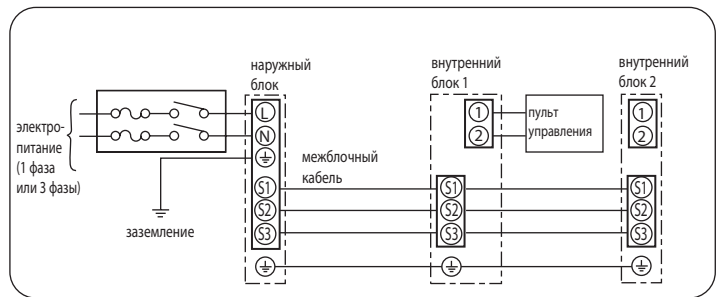 наружный
блок
внутренний
блок 1
внутренний
блок 2
электро-
питание
(1 фаза
или 3 фазы)
L
N
S1
S2
S3
заземление
межблочный
кабель
1
2
S1
S2
S3
пульт
управления
1
2
S1
S2
S3